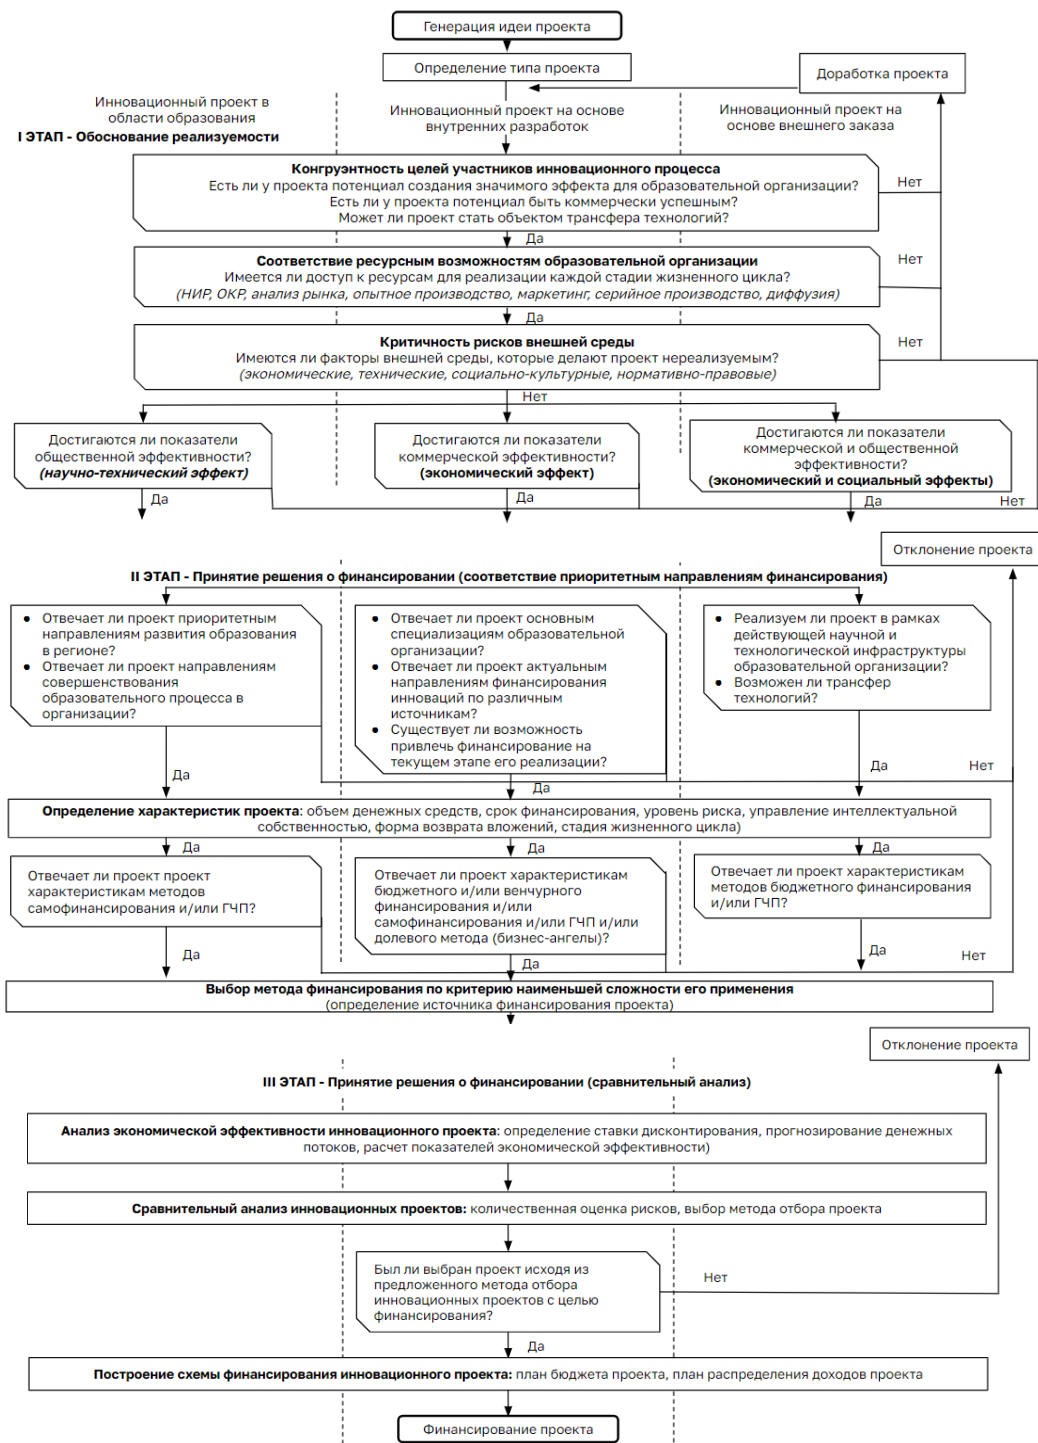 Генерация идеи проекта
Определение типа проекта
Доработка проекта
Инновационный проект в
области образования
Инновационный проект на основе
внутренних разработок
Инновационный проект на
основе внешнего заказа
I ЭТАП - Обоснование реализуемости
Конгруэнтность целей участников инновационного процесса
Есть ли у проекта потенциал создания значимого эффекта для образовательной организации?
Есть ли у проекта потенциал быть коммерчески успешным?
Может ли проект стать объектом трансфера технологий?
Нет
Да
Соответствие ресурсным возможностям образовательной организации
Имеется ли доступ к ресурсам для реализации каждой стадии жизненного цикла?
(НИР, ОКР, анализ рынка, опытное производство, маркетинг, серийное производство, диффузия)
Нет
Да
Критичность рисков внешней среды
Имеются ли факторы внешней среды, которые делают проект нереализуемым?
(экономические, технические, социально-культурные, нормативно-правовые)
Нет
Нет
Достигаются ли показатели
общественной эффективности?
(научно-технический эффект)
Достигаются ли показатели
коммерческой эффективности?
(экономический эффект)
Достигаются ли показатели
коммерческой и общественной
эффективности?
(экономический и социальный эффекты)
Да
Да
Да
Нет
Отклонение проекта
II ЭТАП - Принятие решения о финансировании (соответствие приоритетным направлениям финансирования)
● Отвечает ли проект приоритетным
направлениям развития образования
в регионе?
● Отвечает ли проект направлениям
совершенствования
образовательного процесса в
организации?
● Отвечает ли проект основным
специализациям образовательной
организации?
● Отвечает ли проект актуальным
направлениям финансирования
инноваций по различным
источникам?
● Существует ли возможность
привлечь финансирование на
текущем этапе его реализации?
● Реализуем ли проект в рамках
действующей научной и
технологической инфраструктуры
образовательной организации?
● Возможен ли трансфер
технологий?
Да
Да
Да
Нет
Определение характеристик проекта: объем денежных средств, срок финансирования, уровень риска, управление интеллектуальной
собственностью, форма возврата вложений, стадия жизненного цикла)
Да
Да
Да
Отвечает ли проект проект
характеристикам методов
самофинансирования и/или ГЧП?
Отвечает ли проект характеристикам
бюджетного и/или венчурного
финансирования и/или
самофинансирования и/или ГЧП и/или
долевого метода (бизнес-ангелы)?
Отвечает ли проект характеристикам
методов бюджетного финансирования
и/или ГЧП?
Да
Да
Да
Нет
Выбор метода финансирования по критерию наименьшей сложности его применения
(определение источника финансирования проекта)
Отклонение проекта
III ЭТАП - Принятие решения о финансировании (сравнительный анализ)
Анализ экономической эффективности инновационного проекта: определение ставки дисконтирования, прогнозирование денежных
потоков, расчет показателей экономической эффективности)
Сравнительный анализ инновационных проектов: количественная оценка рисков, выбор метода отбора проекта
Был ли выбран проект исходя из
предложенного метода отбора
инновационных проектов с целью
финансирования?
Нет
Да
Построение схемы финансирования инновационного проекта: план бюджета проекта, план распределения доходов проекта
Финансирование проекта